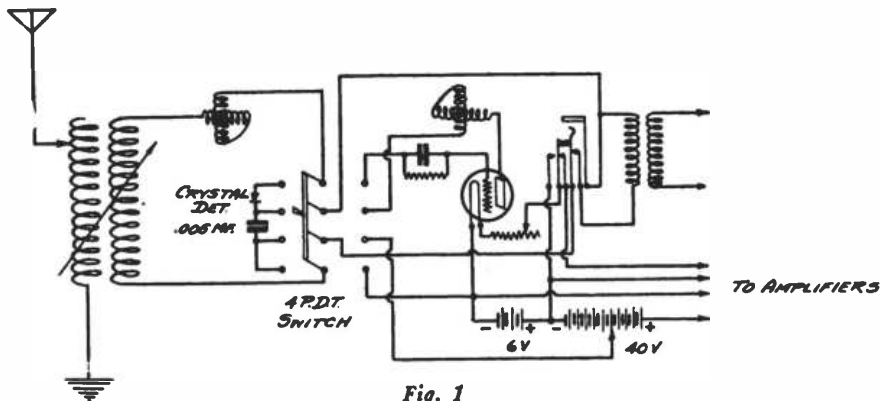 CRYSTAL
DET.
.005 MF.
4 P.D.T.
SWITCH
- + - +
6V 40V
TO AMPLIFIERS
Fig. 1